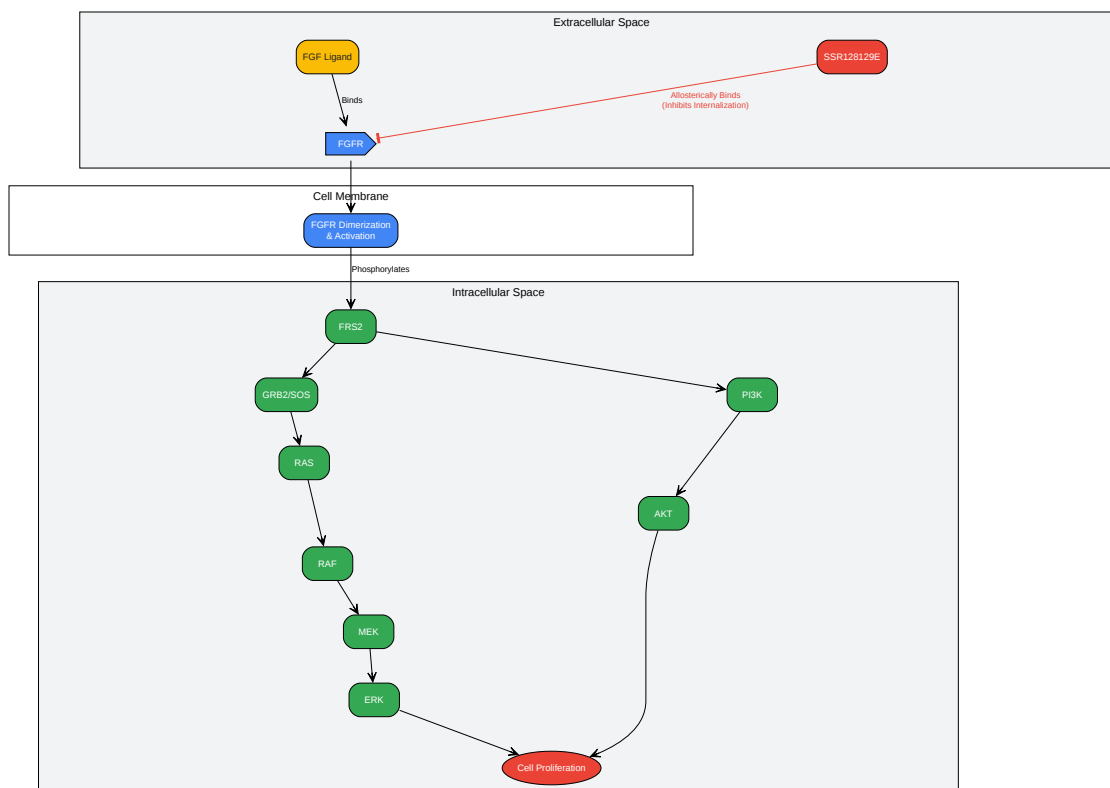 Extracellular Space
FGF Ligand
SSR128129E
Binds
Allosterically Binds
(Inhibits Internalization)
FGFR
Cell Membrane
FGFR Dimerization
& Activation
Phosphorylates
Intracellular Space
FRS2
GRB2/SOS
PI3K
RAS
AKT
RAF
MEK
ERK
Cell Proliferation